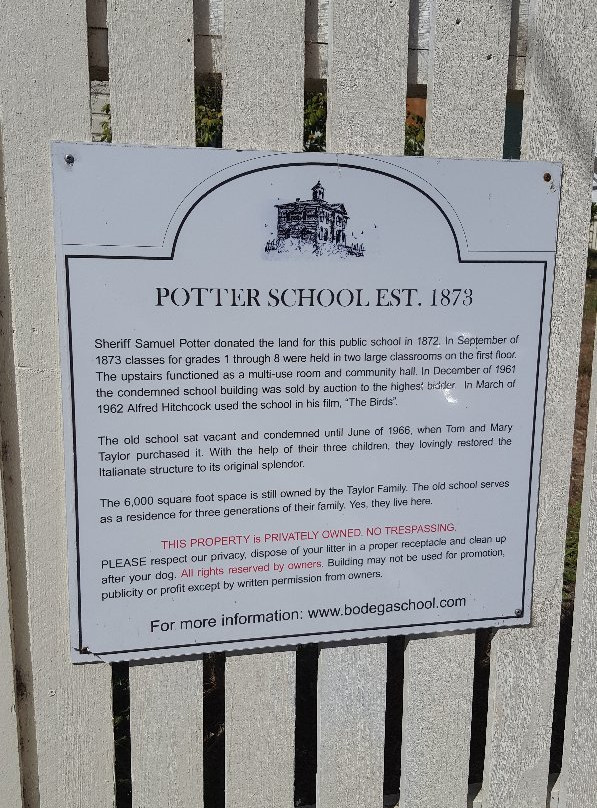 POTTER SCHOOL EST. 1873
Sheriff Samuel Potter donated the land for this public school in 1872. In September of
1873 classes for grades 1 through 8 were held in two large classrooms on the first floor.
The upstairs functioned as a multi-use room and community hall. In December of 1961
the condemned school building was sold by auction to the highest bidder. In March of
1962 Alfred Hitchcock used the school in his film, "The Birds".
The old school sat vacant and condemned until June of 1966, when Tom and Mary
Taylor purchased it. With the help of their three children, they lovingly restored the
Italianate structure to its original splendor.
The 6,000 square foot space is still owned by the Taylor Family. The old school serves
as a residence for three generations of their family. Yes, they live here.
THIS PROPERTY is PRIVATELY OWNED. NO TRESPASSING.
PLEASE respect our privacy, dispose of your litter in a proper receptacle and clean up
after your dog. All rights reserved by owners. Building may not be used for promotion,
publicity or profit except by written permission from owners.
For more information: www.bodegaschool.com